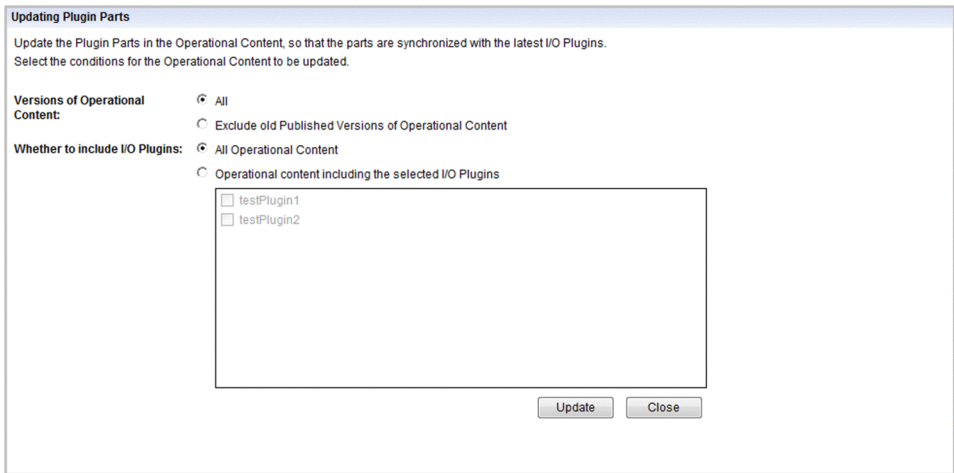 Updating Plugin Parts
Update the Plugin Parts in the Operational Content, so that the parts are synchronized with the latest I/O Plugins.
Select the conditions for the Operational Content to be updated.
Versions of Operational
Content:
All
Exclude old Published Versions of Operational Content
Whether to include I/O Plugins:
All Operational Content
Operational content including the selected I/O Plugins
testPlugin1
testPlugin2
Update
Close